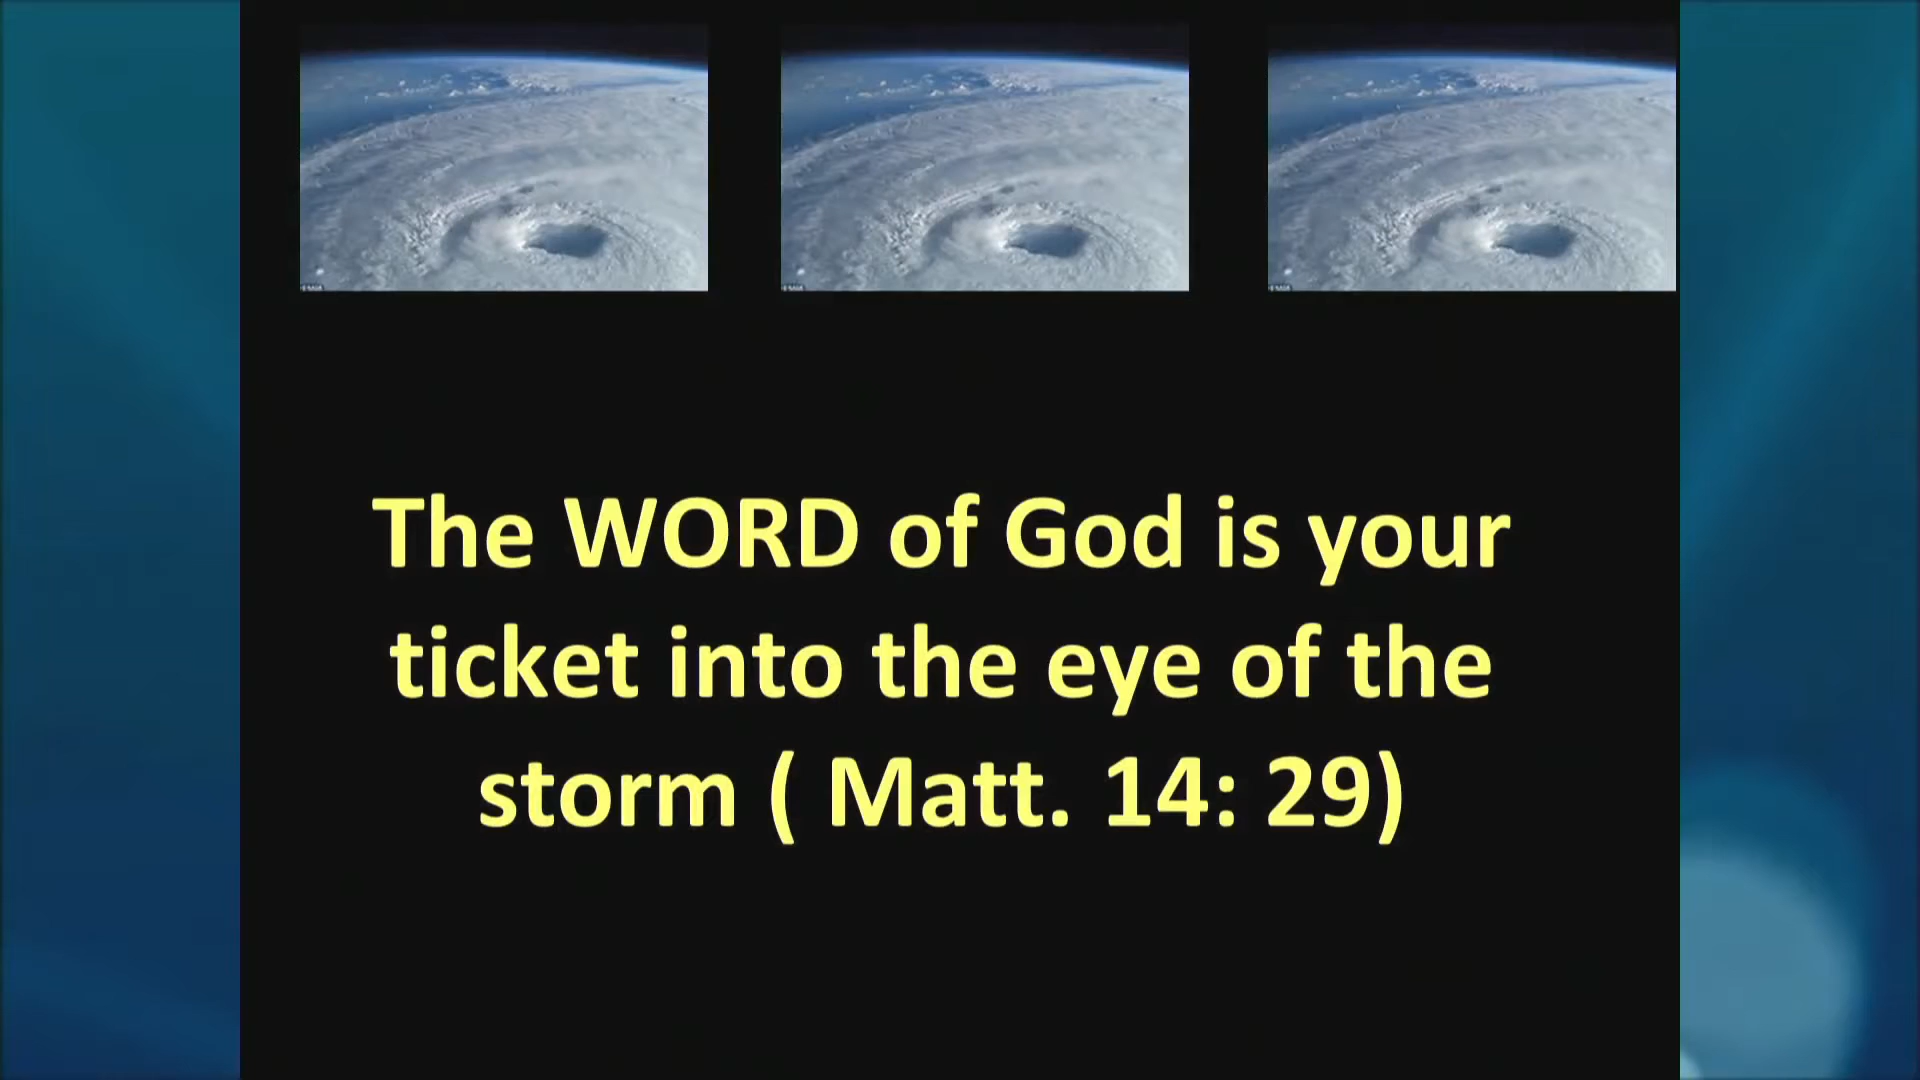 The WORD of God is your
ticket into the eye of the
storm ( Matt. 14: 29)